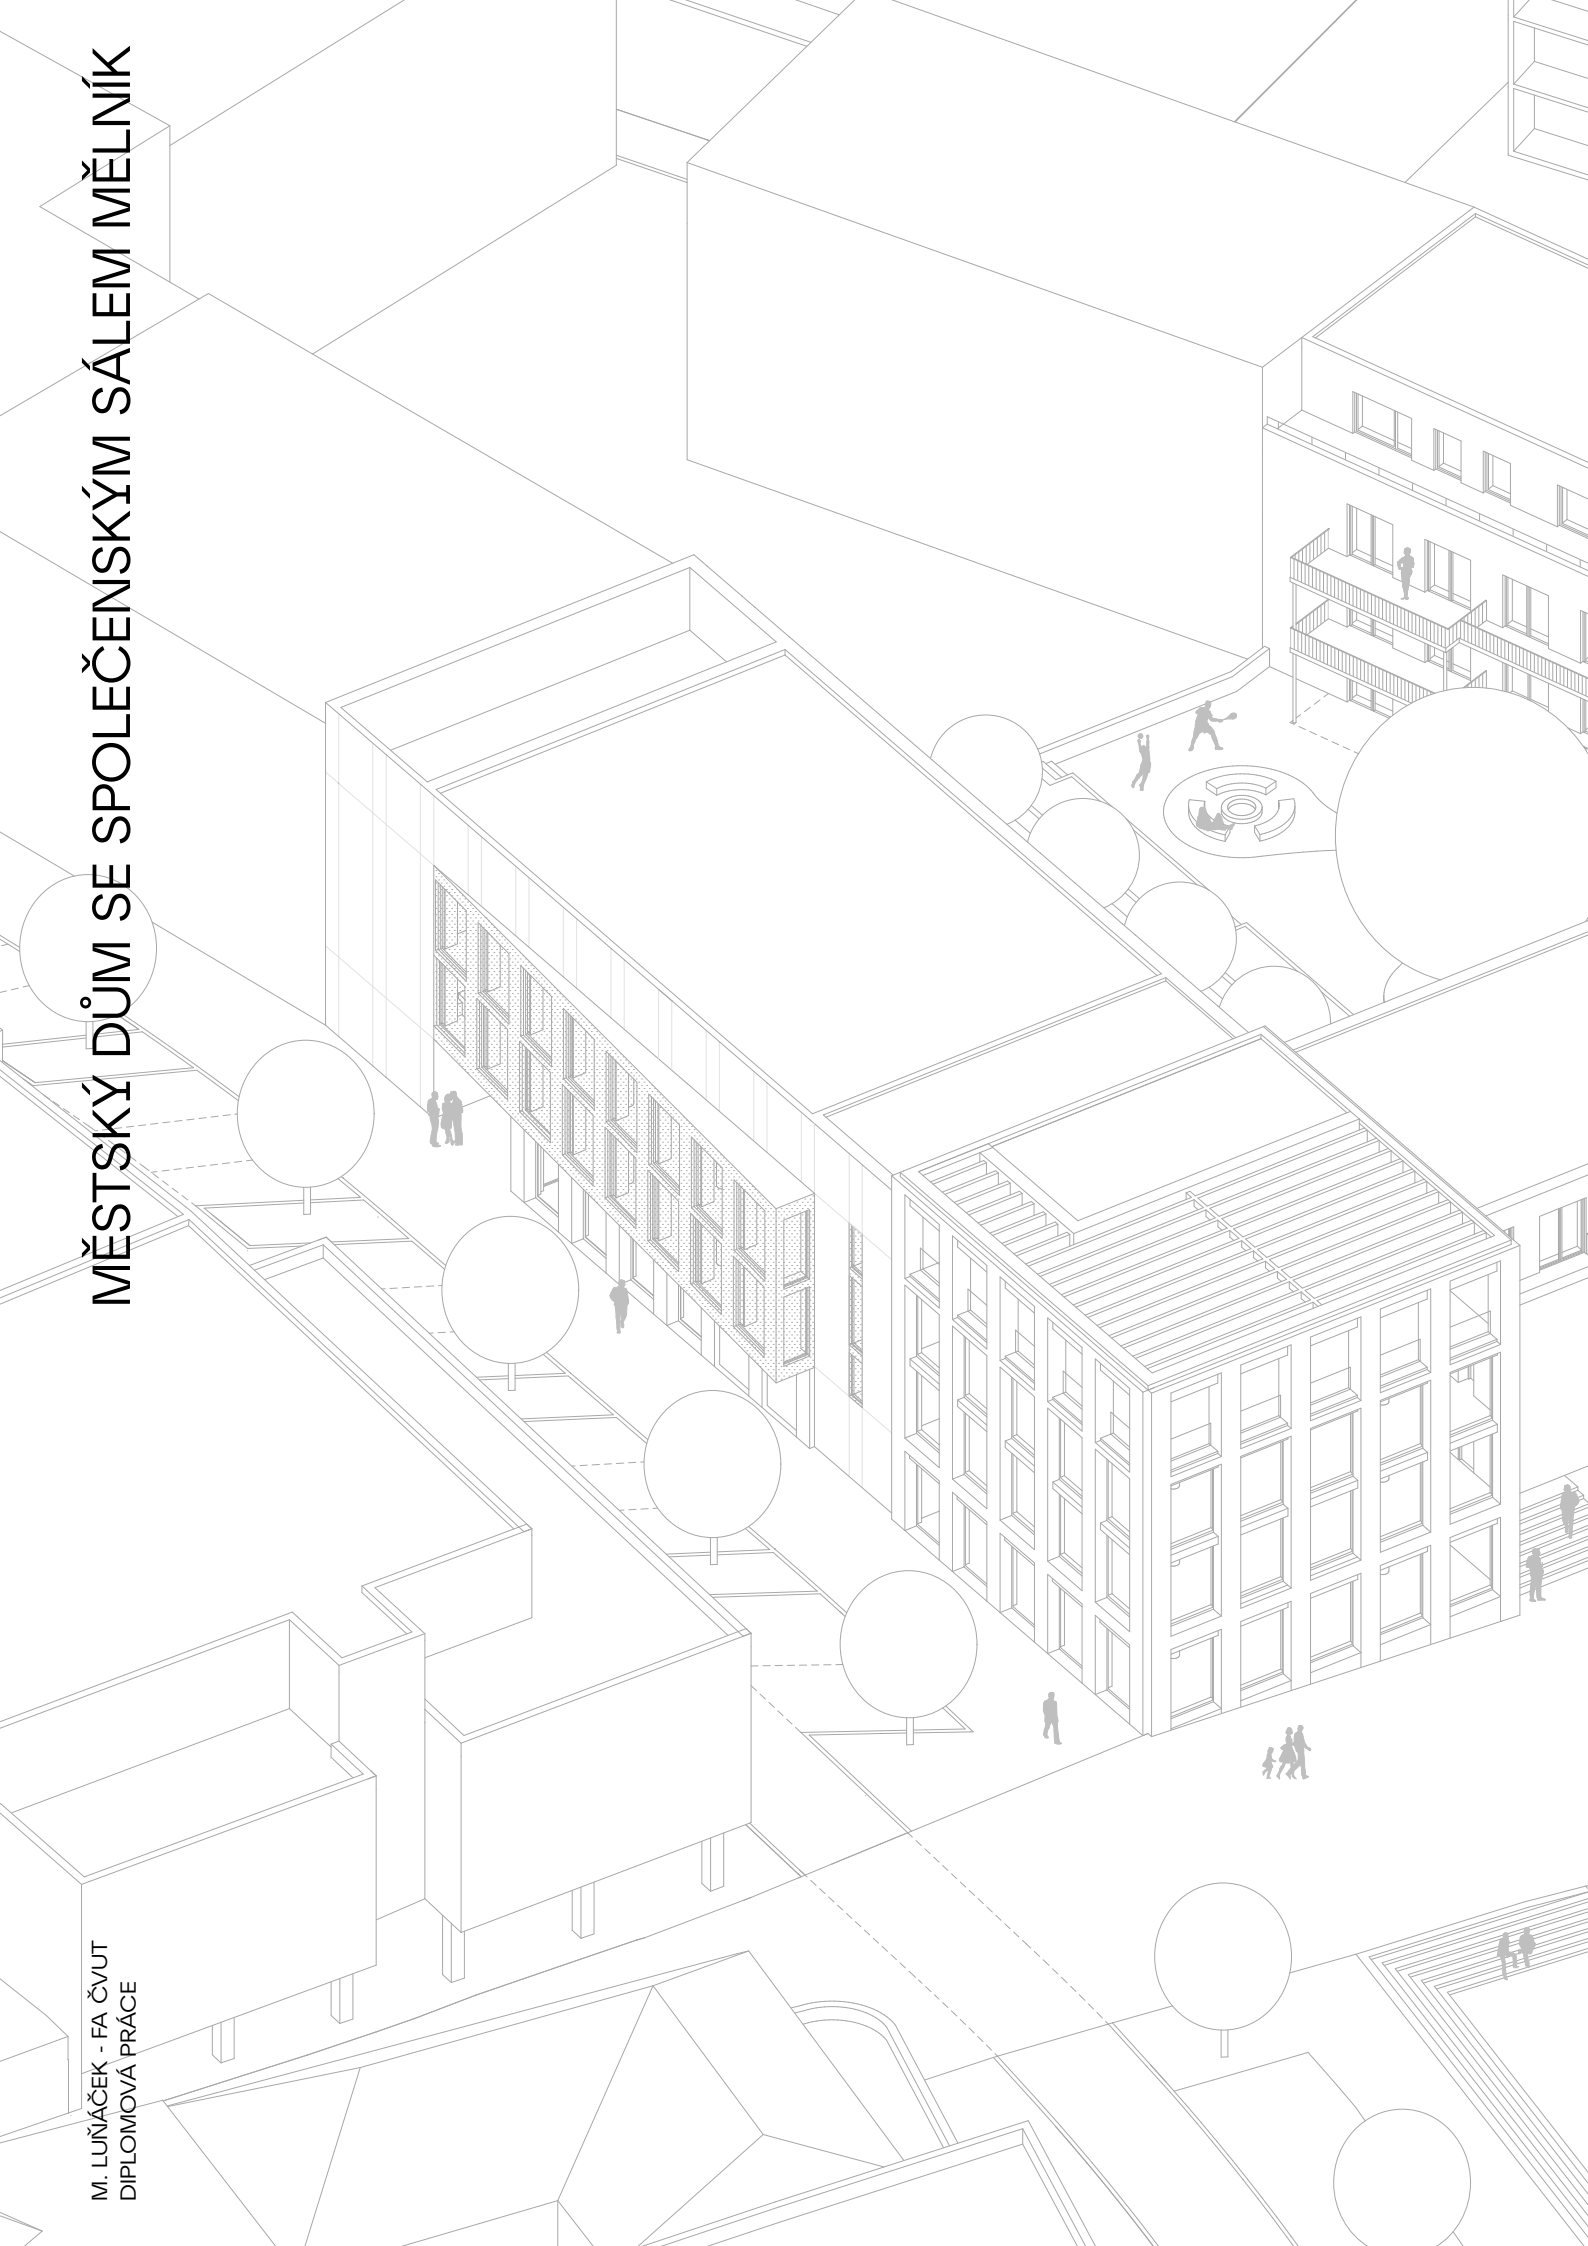 MĚSTSKÝ DŮM SE SPOLEČENSKÝM SÁLEM MĚLNÍK
M. LUŇÁČEK - FA ČVUT
DIPLOMOVÁ PRÁCE